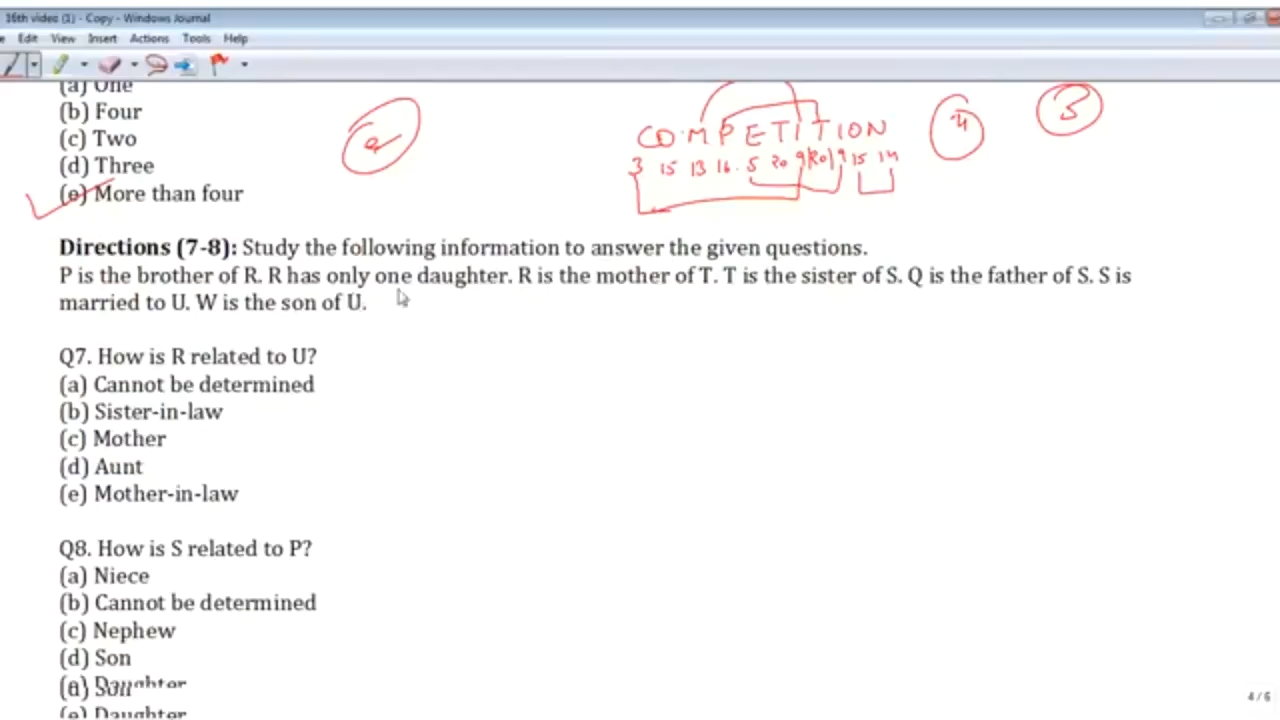 16th video (1) - Copy - Windows Journal
Edit View Insert Actions Tools Help
(a) One
(b) Four
(c) Two
(d) Three
(e) More than four
COMPETITION
3 15 13 16 5 20 9 20 9 15 14
4
Directions (7-8): Study the following information to answer the given questions.
P is the brother of R. R has only one daughter. R is the mother of T. T is the sister of S. Q is the father of S. S is
married to U. W is the son of U.
Q7. How is R related to U?
(a) Cannot be determined
(b) Sister-in-law
(c) Mother
(d) Aunt
(e) Mother-in-law
Q8. How is S related to P?
(a) Niece
(b) Cannot be determined
(c) Nephew
(d) Son
(e) Daughter
4 / 6